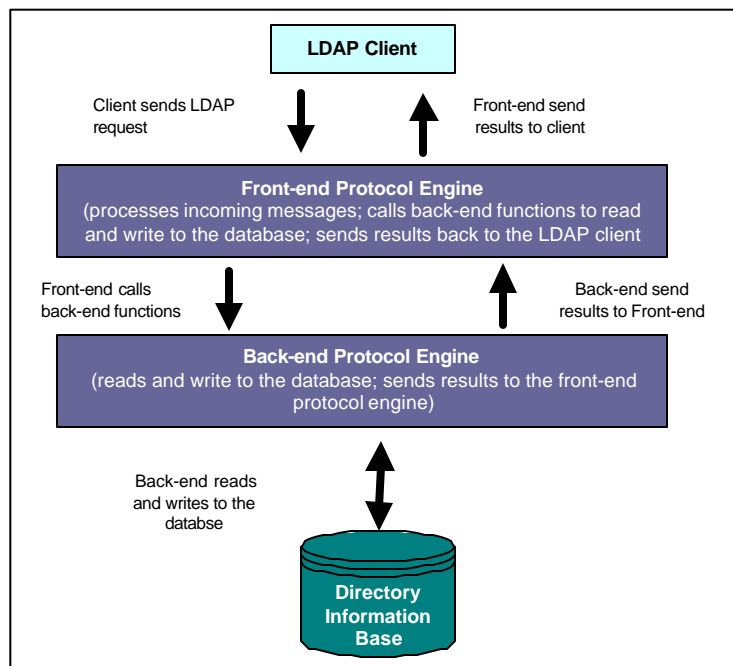 LDAP Client
Client sends LDAP
request
Front-end send
results to client
Front-end Protocol Engine
(processes incoming messages; calls back-end functions to read
and write to the database; sends results back to the LDAP client
Front-end calls
back-end functions
Back-end send
results to Front-end
Back-end Protocol Engine
(reads and write to the database; sends results to the front-end
protocol engine)
Back-end reads
and writes to the
databse
Directory
Information
Base